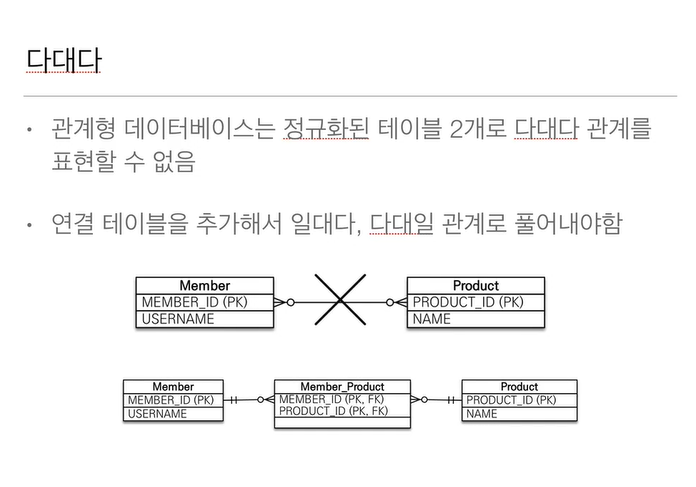 다대다
• 관계형 데이터베이스는 정규화된 테이블 2개로 다대다 관계를
표현할 수 없음
• 연결 테이블을 추가해서 일대다, 다대일 관계로 풀어내야함
Member
MEMBER_ID (PK)
USERNAME
Product
PRODUCT_ID (PK)
NAME
Member
MEMBER_ID (PK)
USERNAME
Member_Product
MEMBER_ID (PK, FK)
PRODUCT_ID (PK, FK)
Product
PRODUCT_ID (PK)
NAME